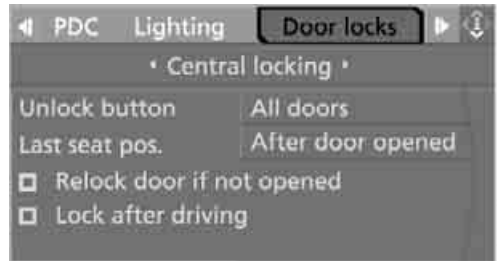 PDC Lighting Door locks
Central locking
Unlock button All doors
Last seat pos. After door opened
Relock door if not opened
Lock after driving